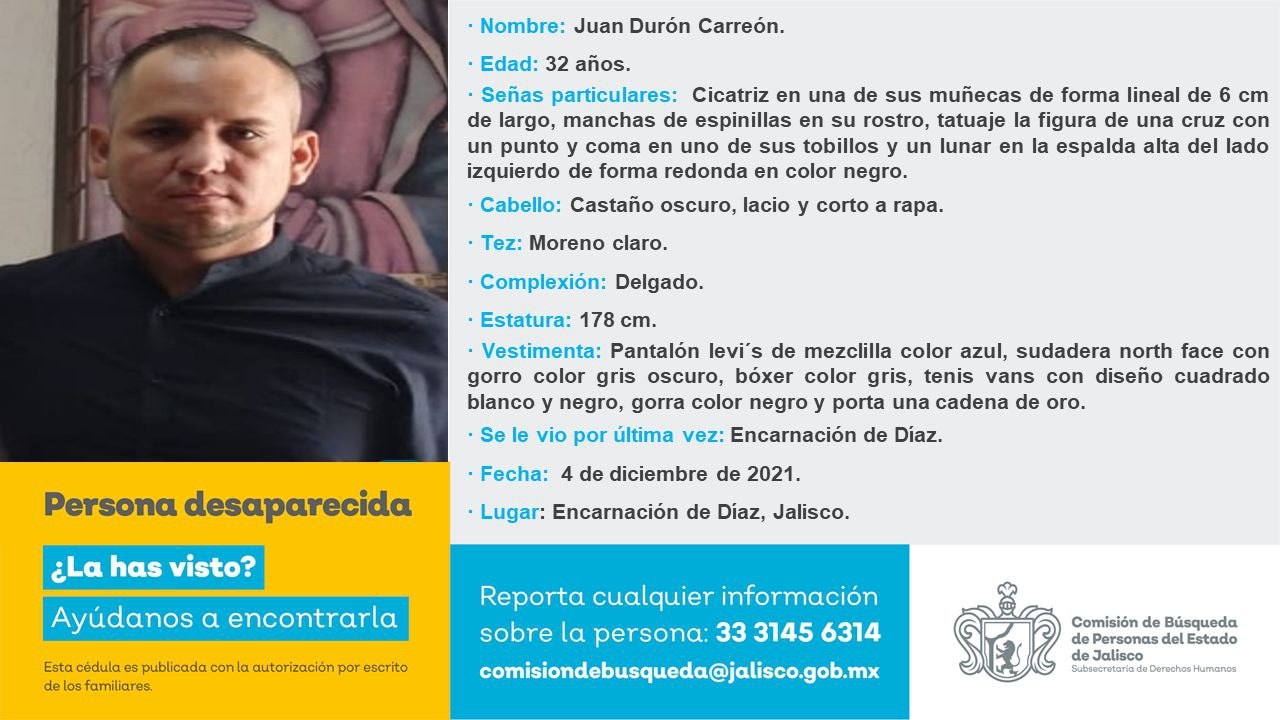 · Nombre: Juan Durón Carreón.
· Edad: 32 años.
· Señas particulares: Cicatriz en una de sus muñecas de forma lineal de 6 cm
de largo, manchas de espinillas en su rostro, tatuaje la figura de una cruz con
un punto y coma en uno de sus tobillos y un lunar en la espalda alta del lado
izquierdo de forma redonda en color negro.
· Cabello: Castaño oscuro, lacio y corto a rapa.
· Tez: Moreno claro.
· Complexión: Delgado.
· Estatura: 178 cm.
· Vestimenta: Pantalón levi´s de mezclilla color azul, sudadera north face con
gorro color gris oscuro, bóxer color gris, tenis vans con diseño cuadrado
blanco y negro, gorra color negro y porta una cadena de oro.
· Se le vio por última vez: Encarnación de Díaz.
· Fecha: 4 de diciembre de 2021.
· Lugar: Encarnación de Díaz, Jalisco.
Persona desaparecida
¿La has visto?
Ayúdanos a encontrarla
Esta cédula es publicada con la autorización por escrito
de los familiares.
Reporta cualquier información
sobre la persona: 33 3145 6314
comisiondebusqueda@jalisco.gob.mx
Comisión de Búsqueda
de Personas del Estado
de Jalisco
Subsecretaría de Derechos Humanos